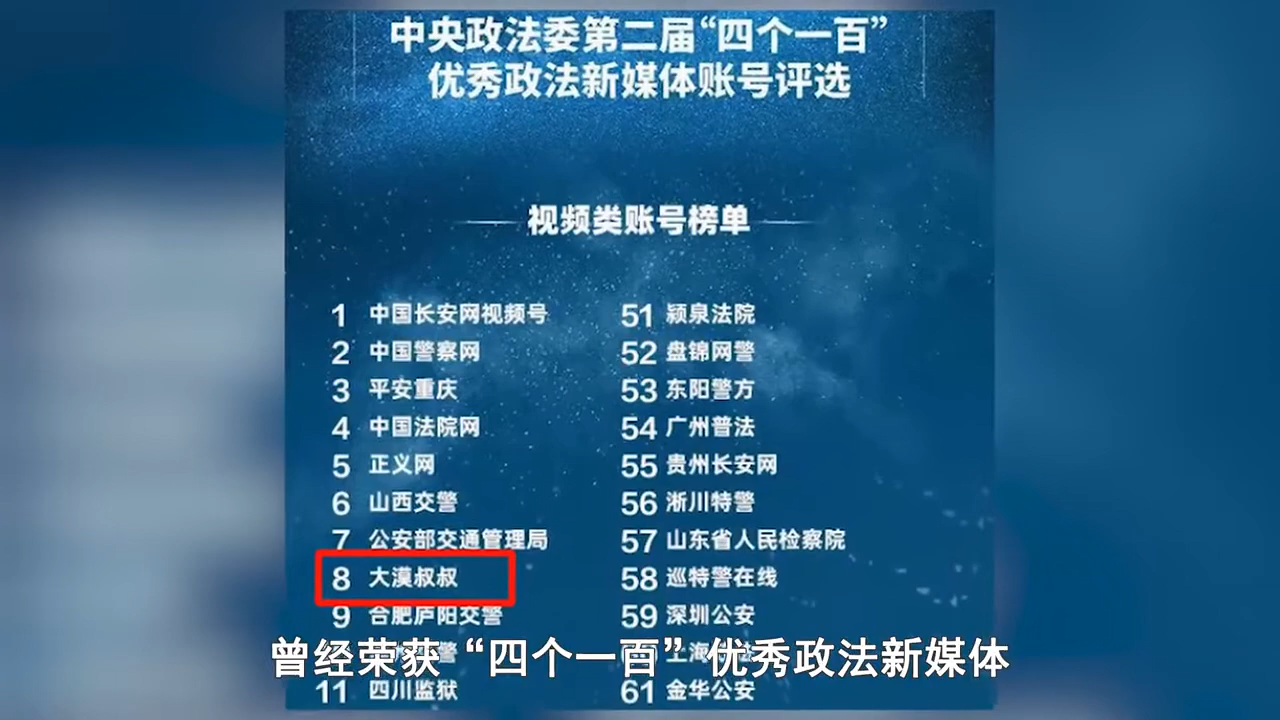 中央政法委第二届“四个一百”
优秀政法新媒体账号评选
视频类账号榜单
1 中国长安网视频号
2 中国警察网
3 平安重庆
4 中国法院网
5 正义网
6 山西交警
7 公安部交通管理局
8 大漠叔叔
9 合肥庐阳交警
11 四川监狱
51 颍泉法院
52 盘锦网警
53 东阳警方
54 广州普法
55 贵州长安网
56 淅川特警
57 山东省人民检察院
58 巡特警在线
59 深圳公安
61 金华公安
曾经荣获“四个一百”优秀政法新媒体